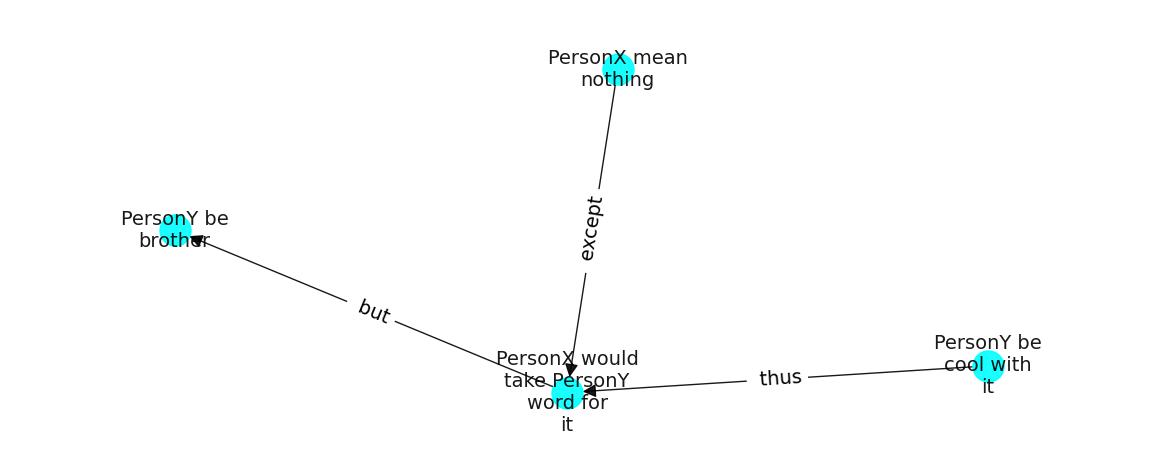 PersonX mean
nothing
except
PersonY be
brother
but
PersonX would
take PersonY
word for
it
thus
PersonY be
cool with
it